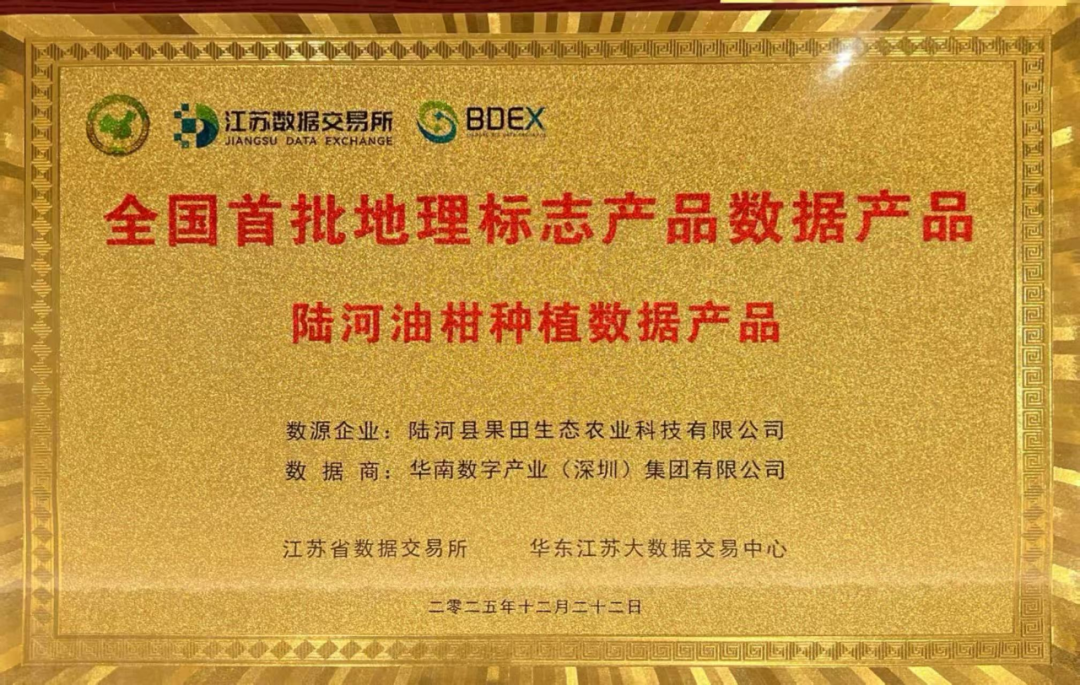 江苏数据交易所 BDEX
JIANGSU DATA EXCHANGE
全国首批地理标志产品数据产品
陆河油柑种植数据产品
数源企业：陆河县果田生态农业科技有限公司
数据商：华南数字产业（深圳）集团有限公司
江苏省数据交易所 华东江苏大数据交易中心
二零二五年十二月二十二日